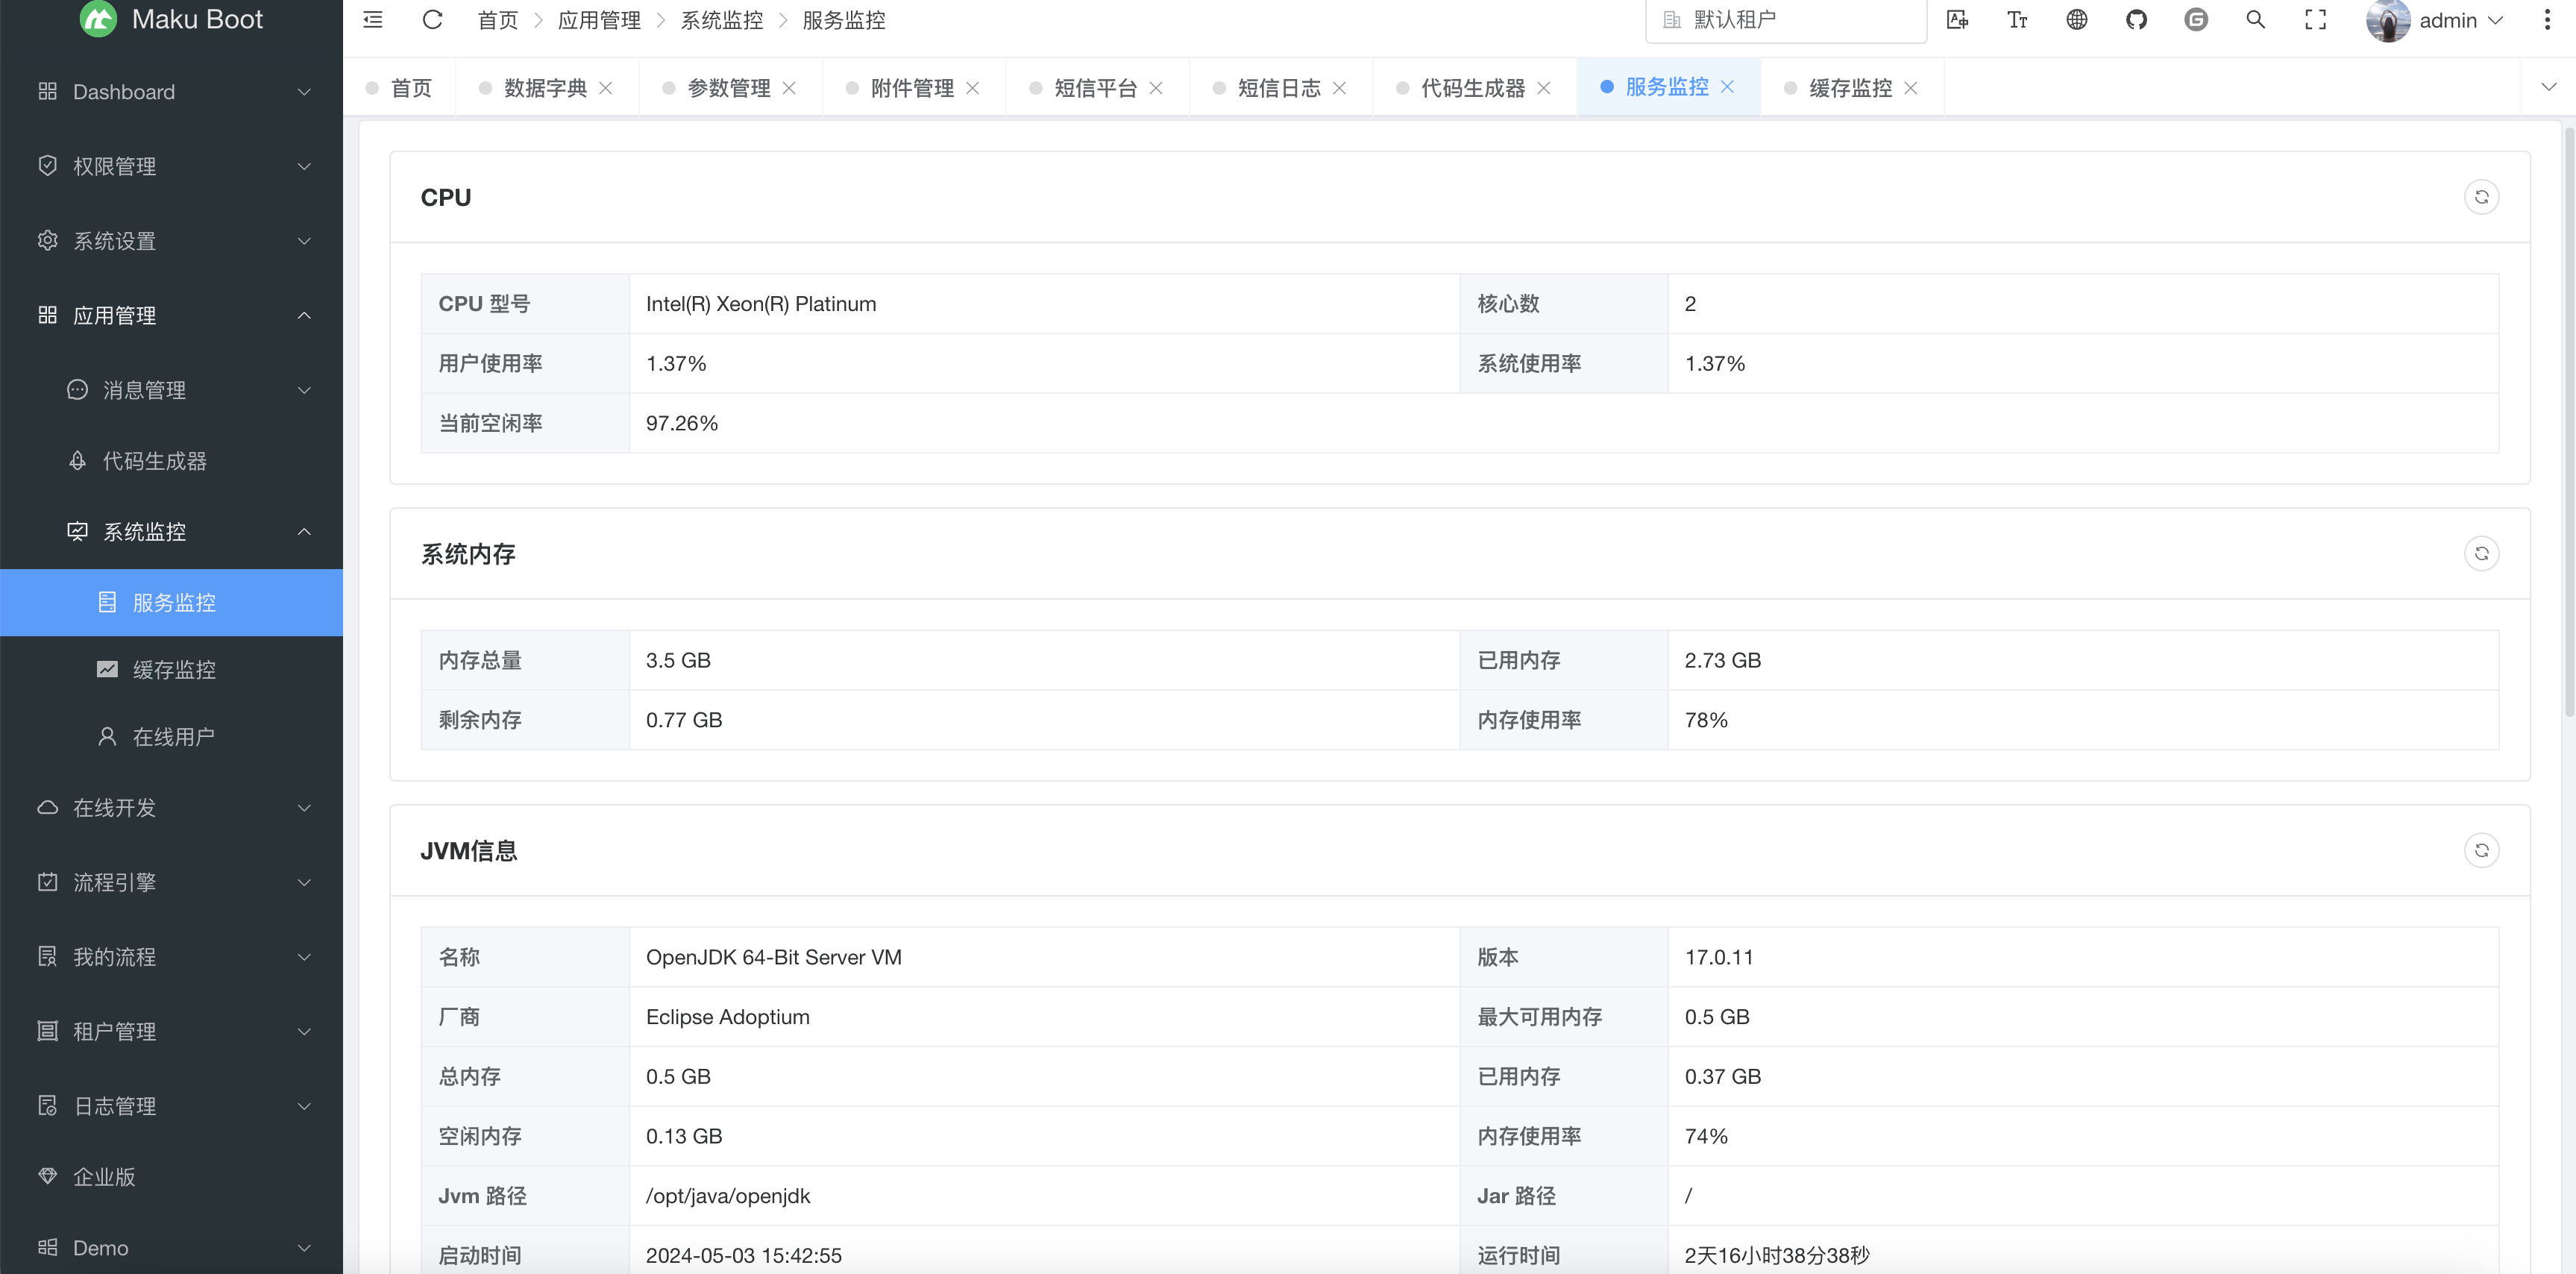 Maku Boot
首页 应用管理 系统监控 服务监控
默认租户
admin
首页 数据字典 参数管理 附件管理 短信平台 短信日志 代码生成器 服务监控 缓存监控
Dashboard
权限管理
系统设置
应用管理
消息管理
代码生成器
系统监控
服务监控
缓存监控
在线用户
在线开发
流程引擎
我的流程
租户管理
日志管理
企业版
Demo
CPU
CPU 型号 Intel(R) Xeon(R) Platinum 核心数 2
用户使用率 1.37% 系统使用率 1.37%
当前空闲率 97.26%
系统内存
内存总量 3.5 GB 已用内存 2.73 GB
剩余内存 0.77 GB 内存使用率 78%
JVM信息
名称 OpenJDK 64-Bit Server VM 版本 17.0.11
厂商 Eclipse Adoptium 最大可用内存 0.5 GB
总内存 0.5 GB 已用内存 0.37 GB
空闲内存 0.13 GB 内存使用率 74%
Jvm 路径 /opt/java/openjdk Jar 路径 /
启动时间 2024-05-03 15:42:55 运行时间 2天16小时38分38秒